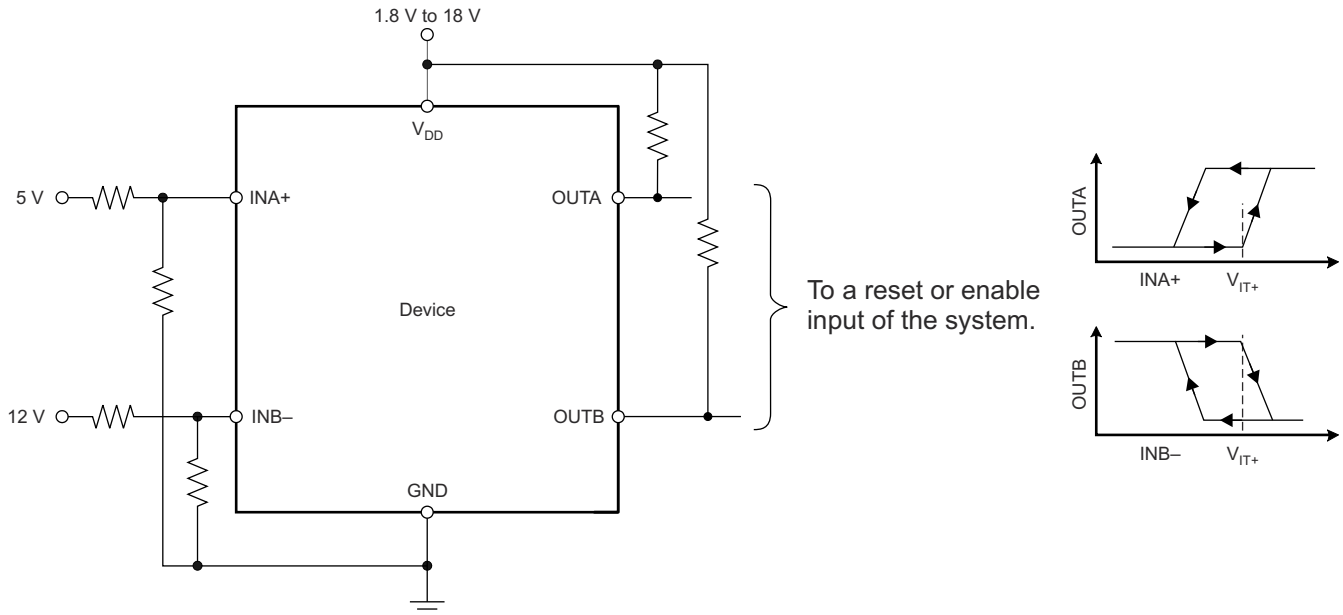 1.8 V to 18 V
V_DD
5 V
INA+
OUTA
Device
To a reset or enable
input of the system.
12 V
INB–
OUTB
GND
OUTA
INA+
V_IT+
OUTB
INB–
V_IT+